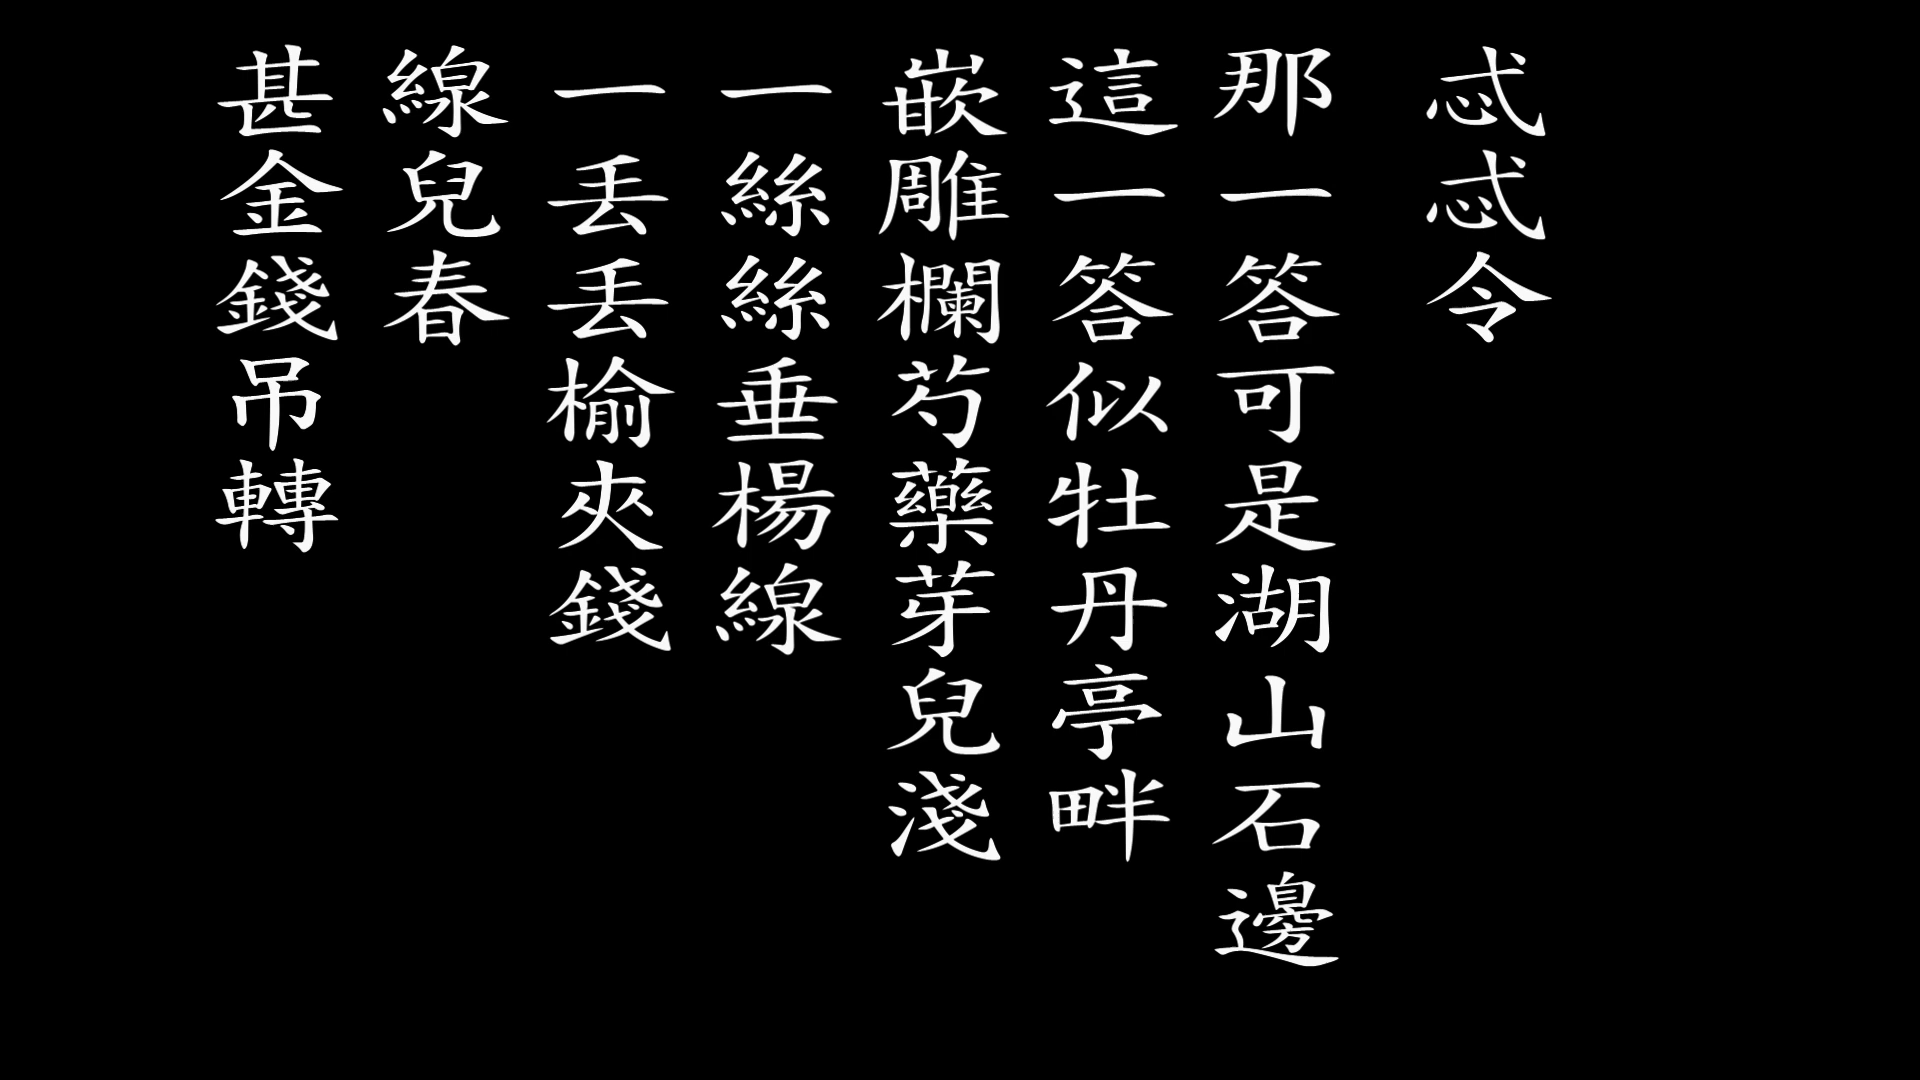 忒忒令
那一答可是湖山石邊
這一答似牡丹亭畔
嵌雕欄芍藥芽兒淺
一絲絲垂楊線
一丟丟榆夾錢
線兒春
甚金錢吊轉